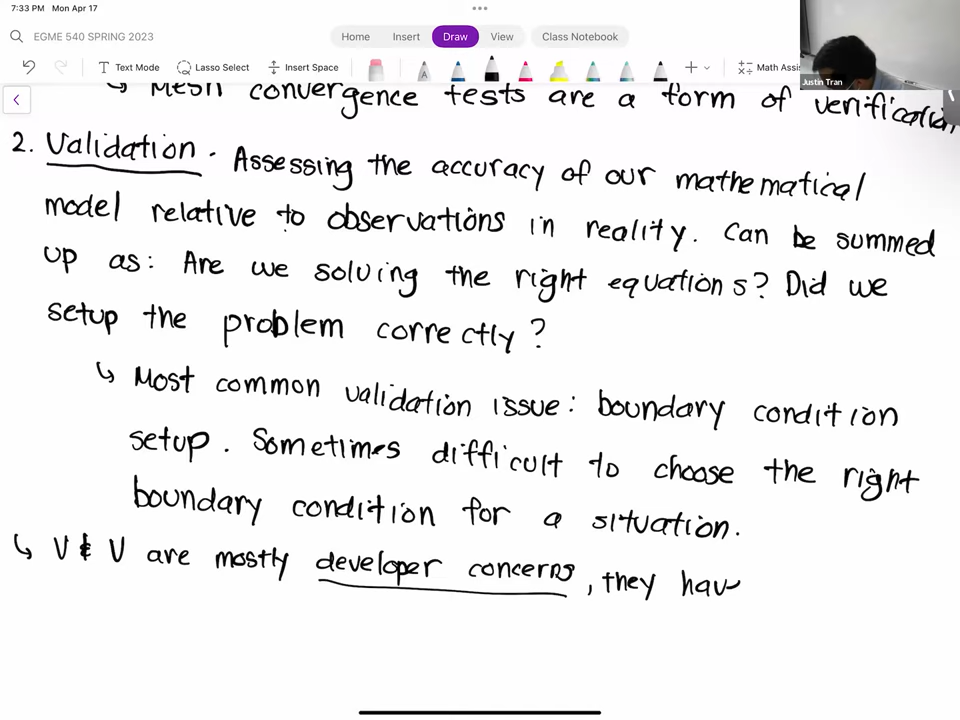 7:33 PM Mon Apr 17
EGME 540 SPRING 2023
Home Insert Draw View Class Notebook
Text Mode Lasso Select Insert Space Math Assis
Justin Tran
↳ Mesh convergence tests are a form of verification
2. Validation. Assessing the accuracy of our mathematical
model relative to observations in reality. Can be summed
up as: Are we solving the right equations? Did we
setup the problem correctly?
↳ Most common validation issue: boundary condition
setup. Sometimes difficult to choose the right
boundary condition for a situation.
↳ V & V are mostly developer concerns, they hav